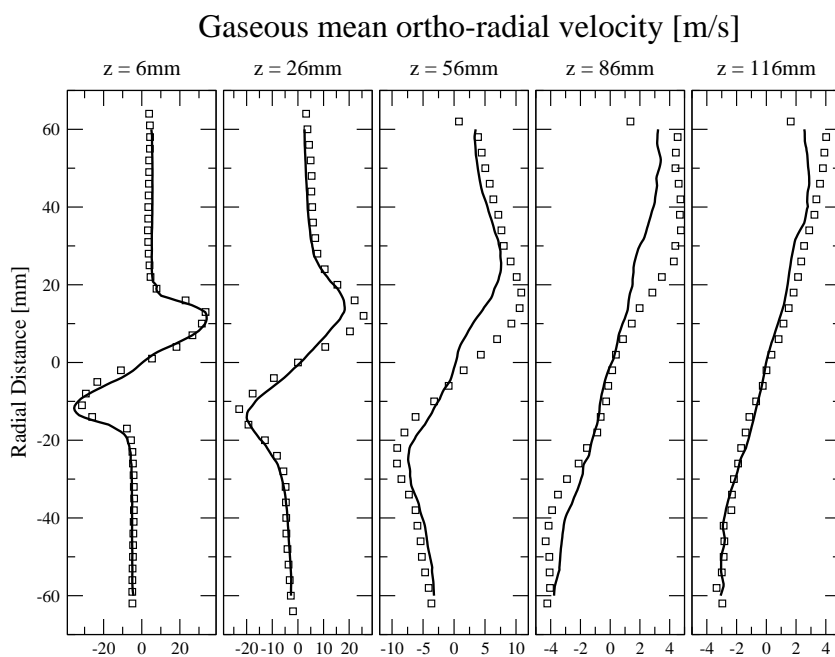 Gaseous mean ortho-radial velocity [m/s]
z = 6mm z = 26mm z = 56mm z = 86mm z = 116mm
60
40
20
0
-20
-40
-60
Radial Distance [mm]
-20 0 20 -20 -10 0 10 20 -10 -5 0 5 10 -4 -2 0 2 4 -4 -2 0 2 4